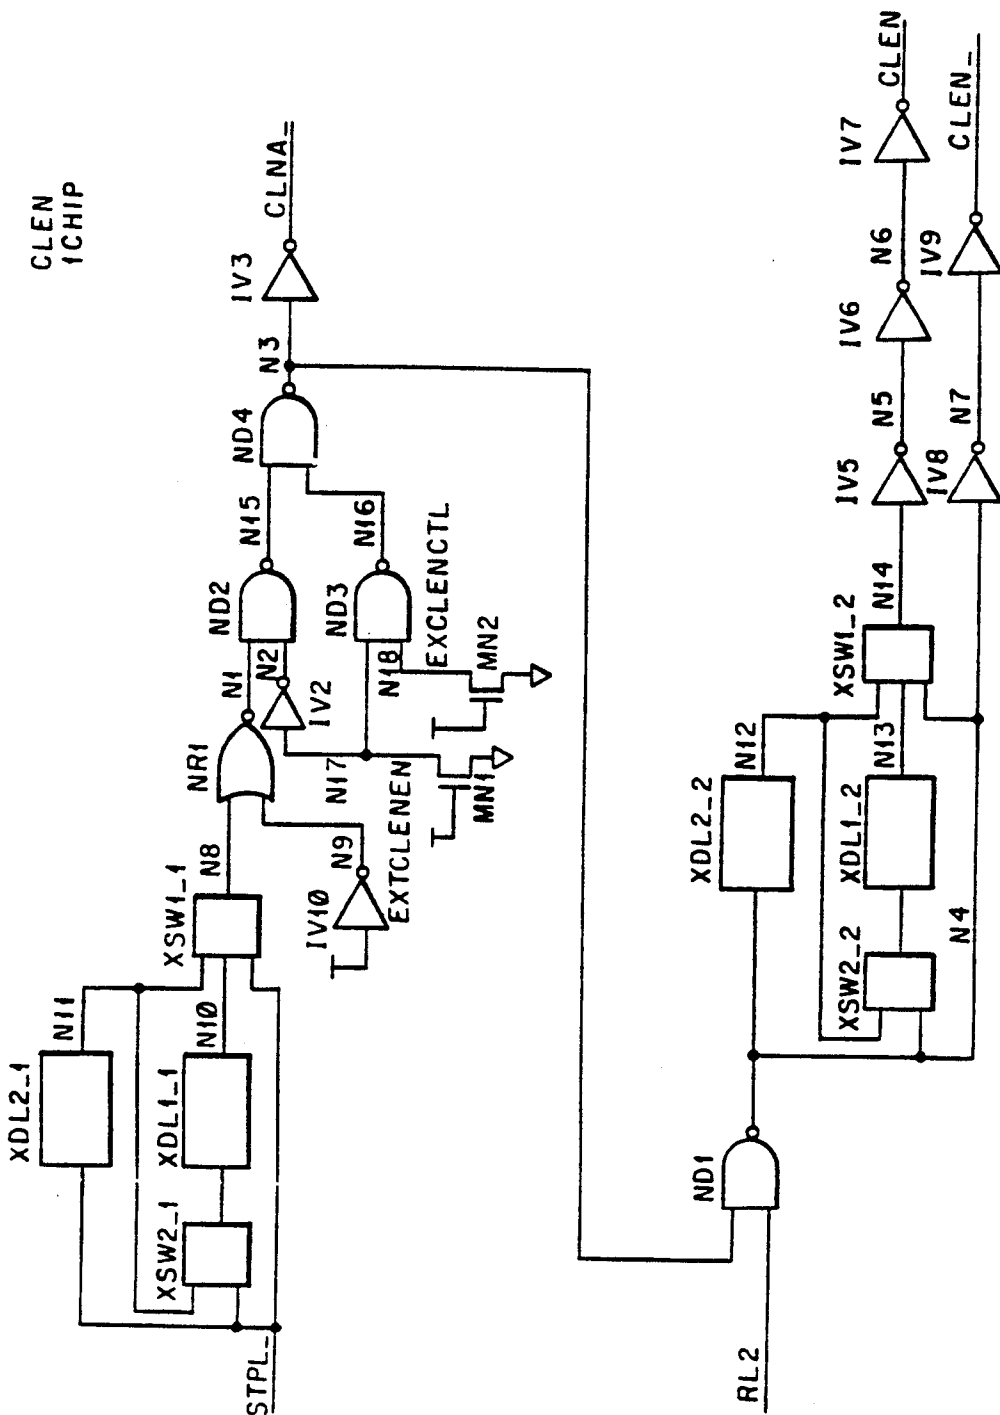 CLEN
1CHIP
XDL2_1
N11
XSW2_1
XDL1_1
N10
XSW1_1
STPL_
N8
NR1
N1
ND2
N15
ND4
N3
IV3
CLNA_
IV10
N9
N17
IV2
N2
ND3
N16
EXTCLENEN
MN1
N18
EXCLENCTL
MN2
RL2
ND1
XDL2_2
N12
XSW2_2
XDL1_2
N13
XSW1_2
N14
IV5
N5
IV6
N6
IV7
CLEN
N4
IV8
N7
IV9
CLEN_